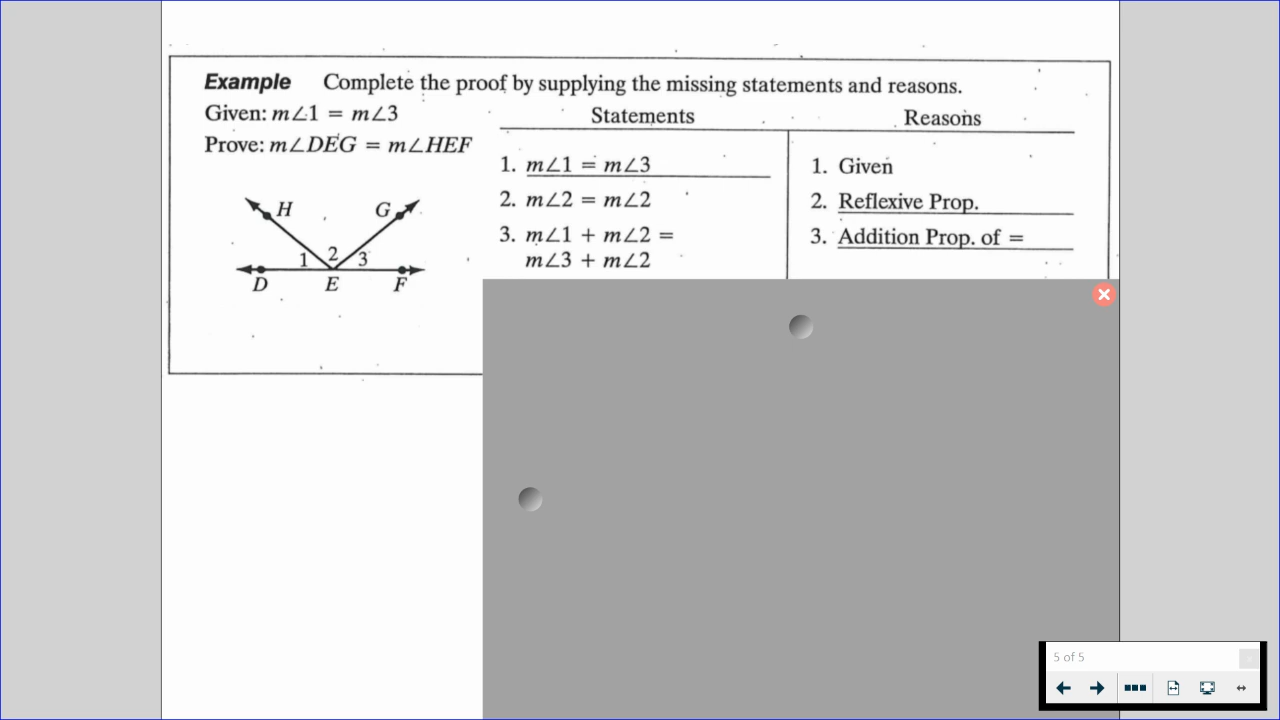 Example Complete the proof by supplying the missing statements and reasons.
Given: m∠1 = m∠3
Prove: m∠DEG = m∠HEF
Statements
Reasons
1. m∠1 = m∠3
1. Given
2. m∠2 = m∠2
2. Reflexive Prop.
3. m∠1 + m∠2 =
m∠3 + m∠2
3. Addition Prop. of =
H
G
1
2
3
D
E
F
5 of 5